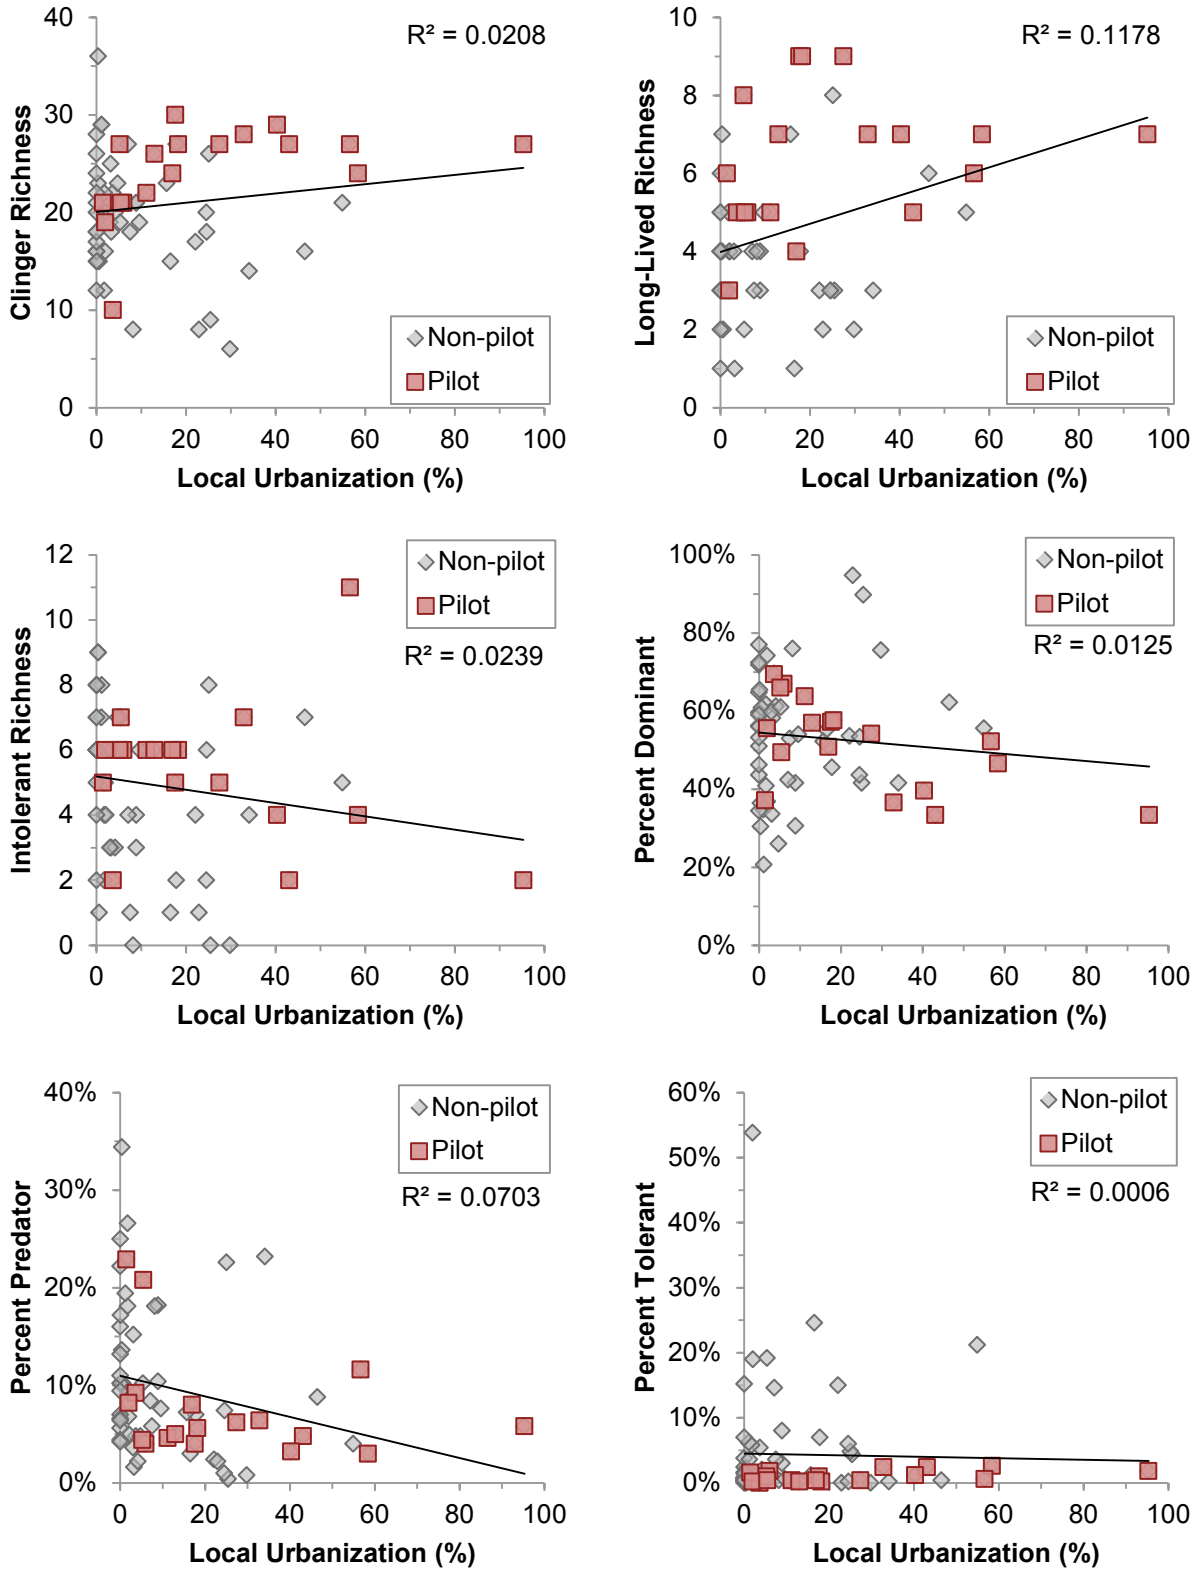 40
30
20
10
0
Clinger Richness
R² = 0.0208
Non-pilot
Pilot
0 20 40 60 80 100
Local Urbanization (%)
10
8
6
4
2
0
Long-Lived Richness
R² = 0.1178
Non-pilot
Pilot
0 20 40 60 80 100
Local Urbanization (%)
12
10
8
6
4
2
0
Intolerant Richness
Non-pilot
Pilot
R² = 0.0239
0 20 40 60 80 100
Local Urbanization (%)
100%
80%
60%
40%
20%
0%
Percent Dominant
Non-pilot
Pilot
R² = 0.0125
0 20 40 60 80 100
Local Urbanization (%)
40%
30%
20%
10%
0%
Percent Predator
Non-pilot
Pilot
R² = 0.0703
0 20 40 60 80 100
Local Urbanization (%)
60%
50%
40%
30%
20%
10%
0%
Percent Tolerant
Non-pilot
Pilot
R² = 0.0006
0 20 40 60 80 100
Local Urbanization (%)